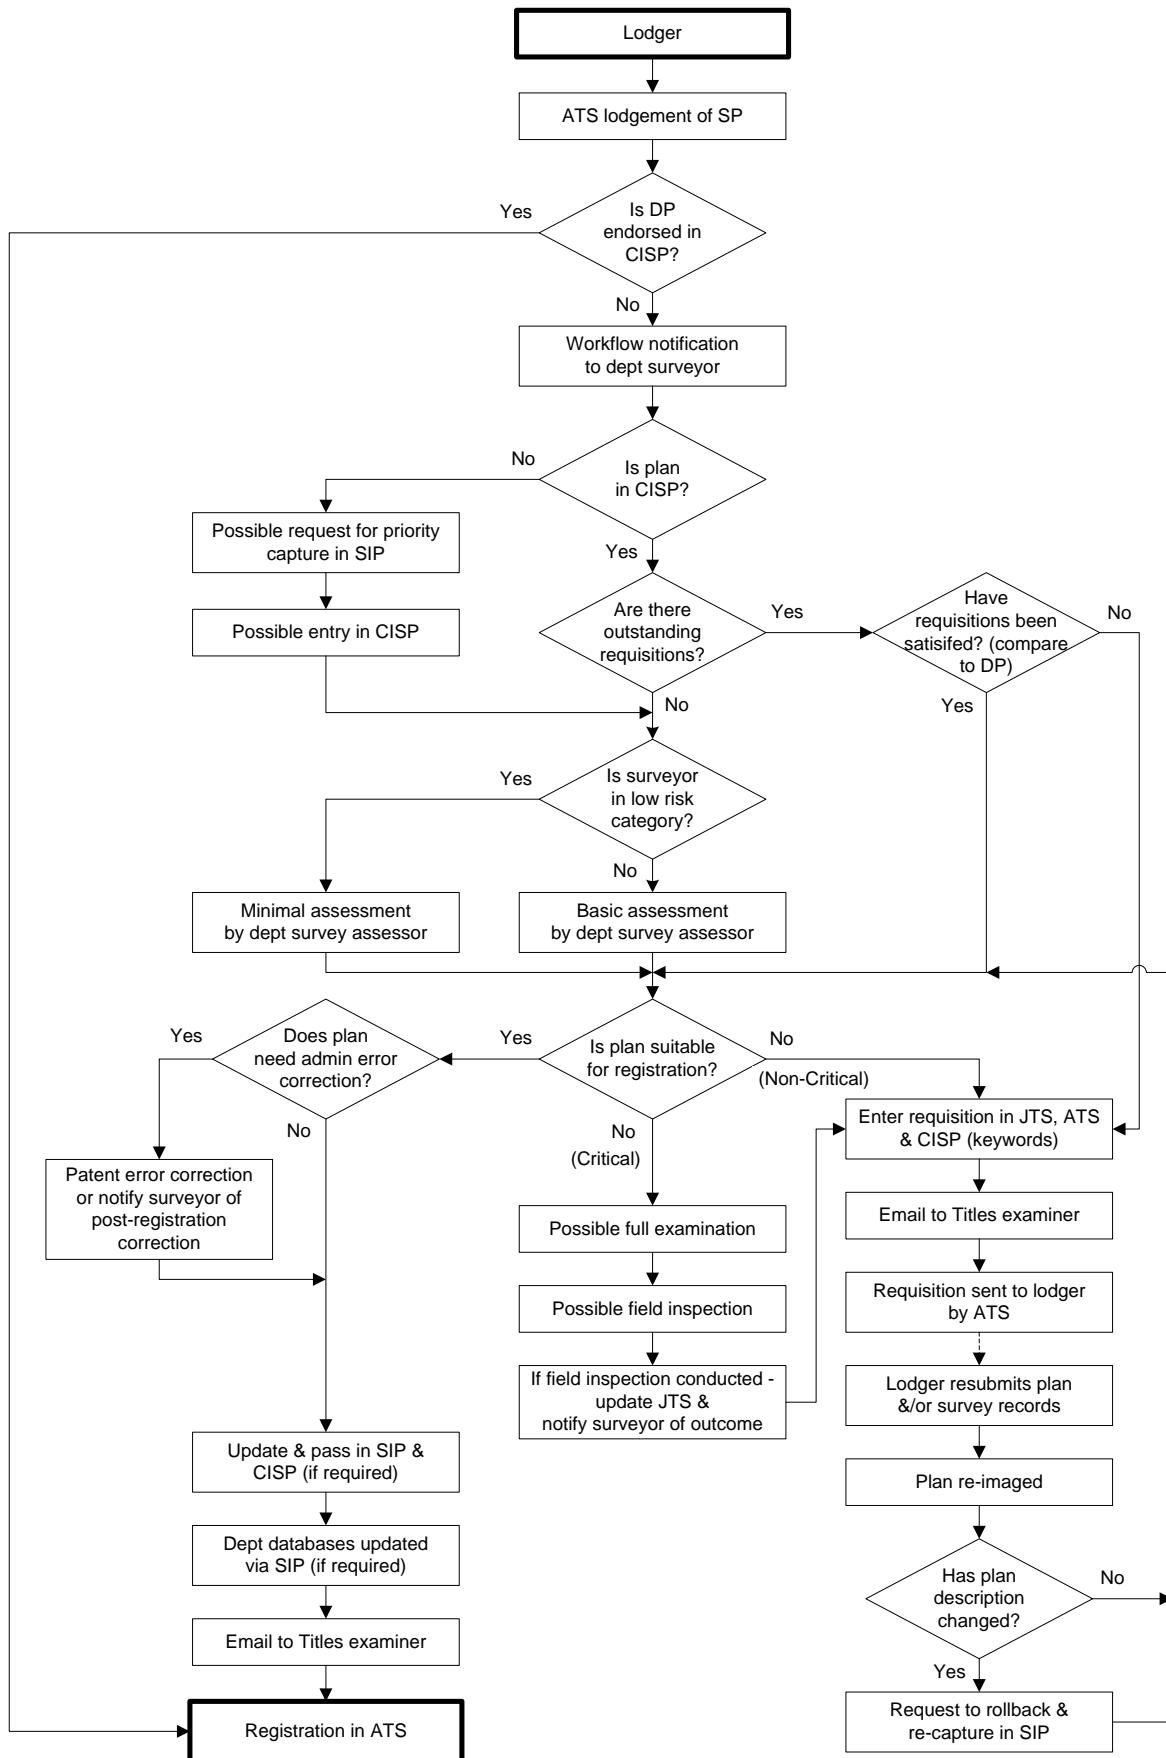 Lodger
ATS lodgement of SP
Yes
Is DP
endorsed in
CISP?
No
Workflow notification
to dept surveyor
No
Is plan
in CISP?
Possible request for priority
capture in SIP
Yes
Possible entry in CISP
Are there
outstanding
requisitions?
Yes
Have
requisitions been
satisifed? (compare
to DP)
No
No
Yes
Yes
Is surveyor
in low risk
category?
No
Minimal assessment
by dept survey assessor
Basic assessment
by dept survey assessor
Yes
Does plan
need admin error
correction?
Yes
Is plan suitable
for registration?
No
(Non-Critical)
No
No
(Critical)
Enter requisition in JTS, ATS
& CISP (keywords)
Patent error correction
or notify surveyor of
post-registration
correction
Possible full examination
Email to Titles examiner
Possible field inspection
Requisition sent to lodger
by ATS
If field inspection conducted -
update JTS &
notify surveyor of outcome
Lodger resubmits plan
&/or survey records
Update & pass in SIP &
CISP (if required)
Plan re-imaged
Dept databases updated
via SIP (if required)
Has plan
description
changed?
No
Email to Titles examiner
Yes
Registration in ATS
Request to rollback &
re-capture in SIP